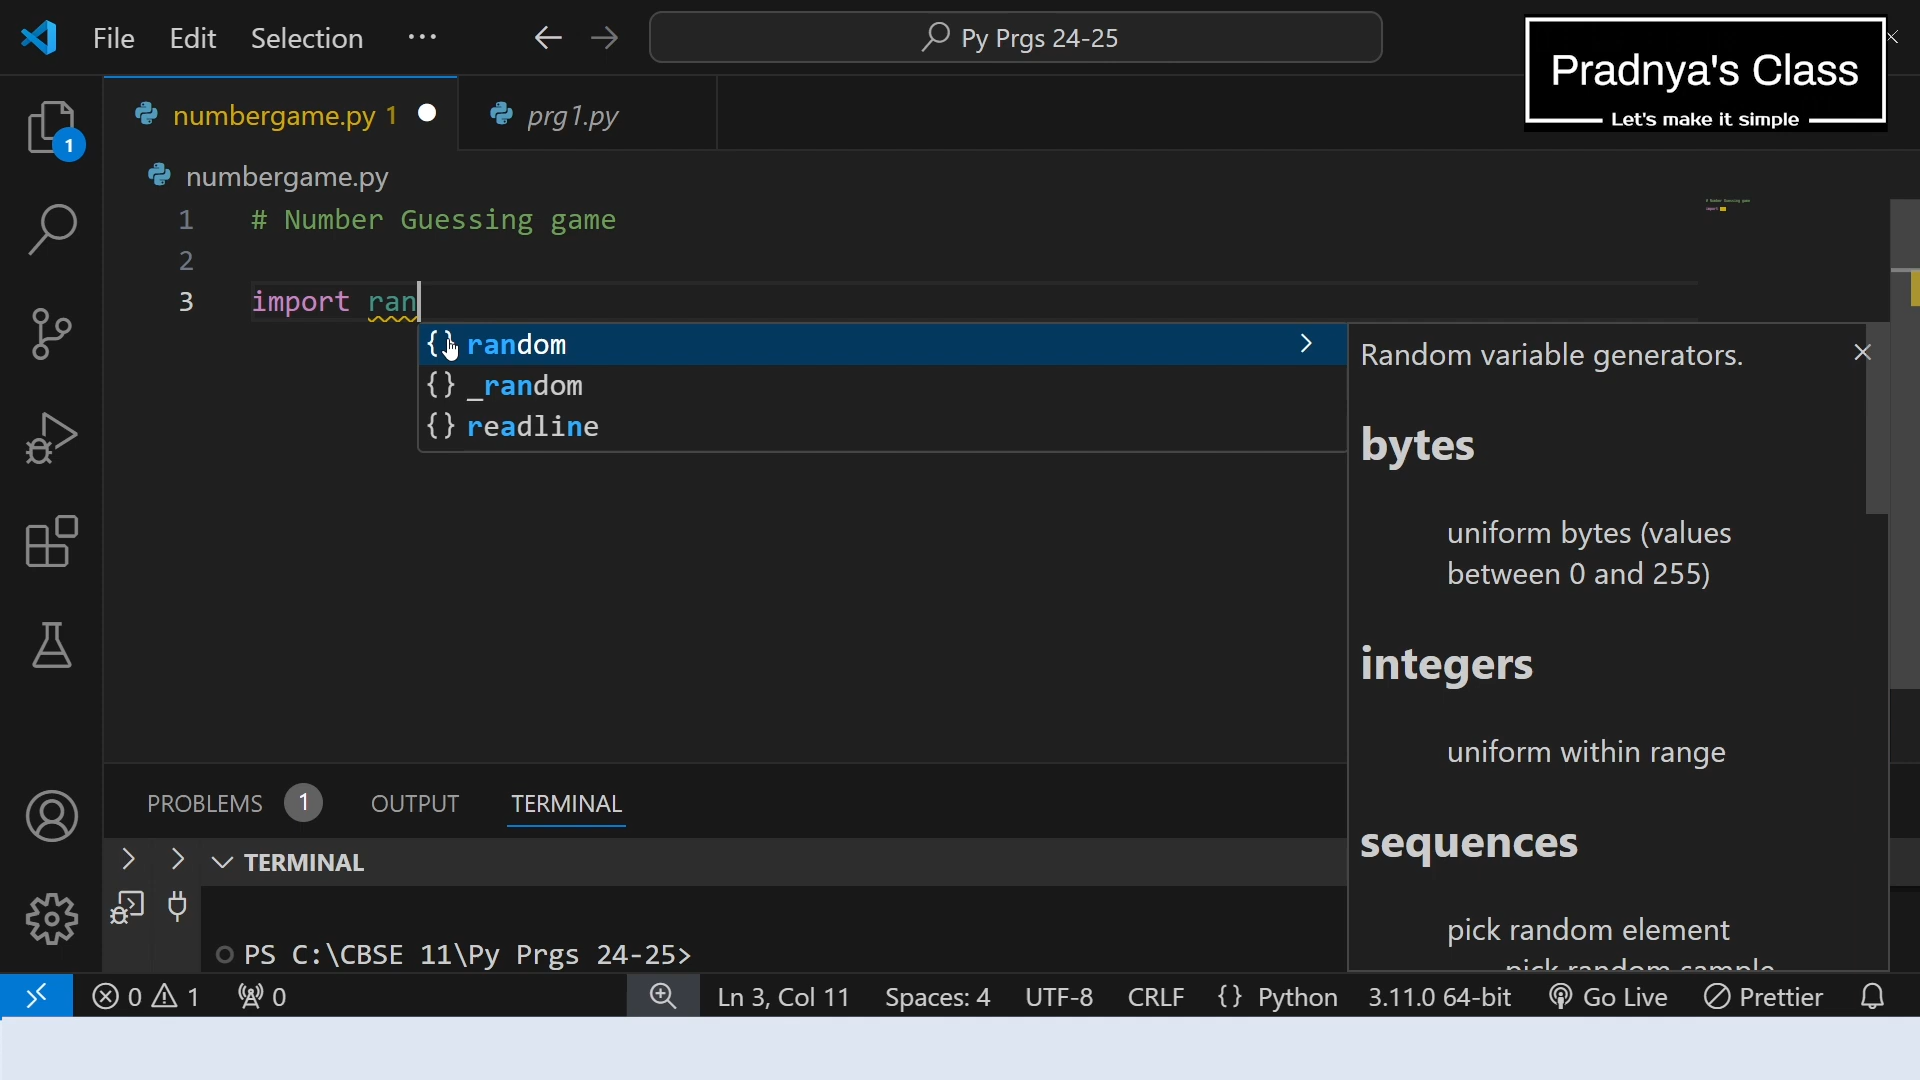 File Edit Selection ···
Py Prgs 24-25
Pradnya's Class
Let's make it simple
numbergame.py 1
prg1.py
1
numbergame.py
1 # Number Guessing game
2
3 import ran
{} random
{} _random
{} readline
Random variable generators.
bytes
uniform bytes (values
between 0 and 255)
integers
uniform within range
sequences
pick random element
pick random sample
PROBLEMS 1 OUTPUT TERMINAL
TERMINAL
PS C:\CBSE 11\Py Prgs 24-25>
0 1 0 Ln 3, Col 11 Spaces: 4 UTF-8 CRLF {} Python 3.11.0 64-bit Go Live Prettier